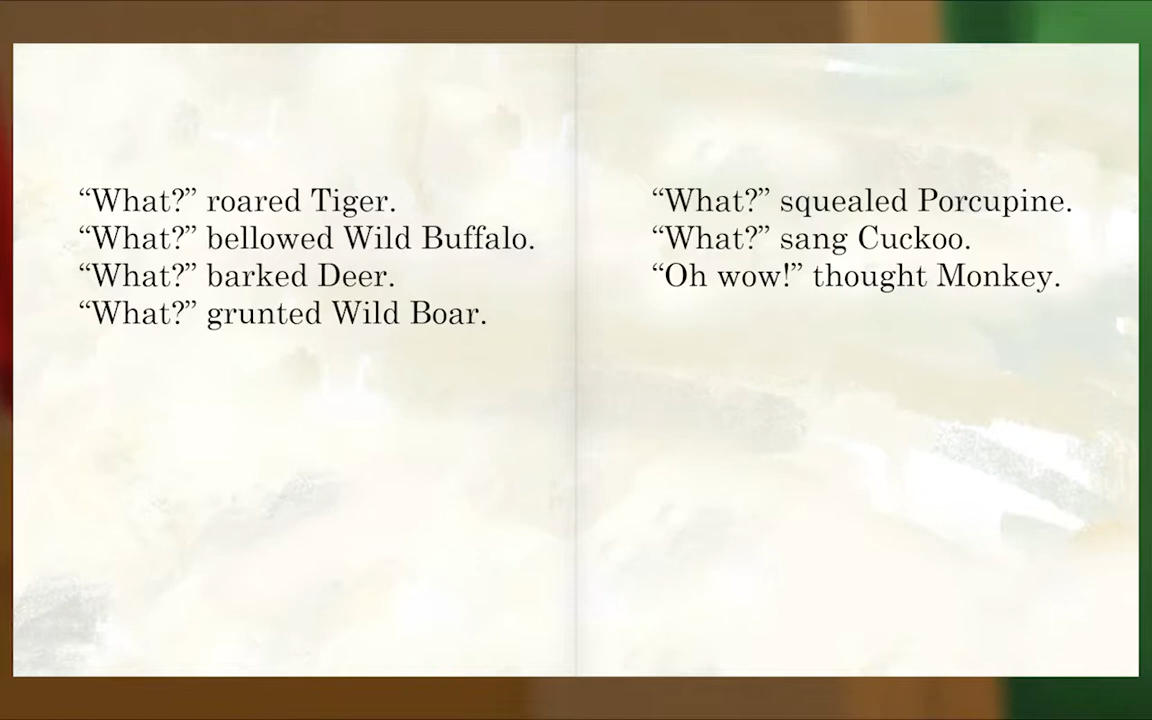 “What?” roared Tiger.
“What?” bellowed Wild Buffalo.
“What?” barked Deer.
“What?” grunted Wild Boar.
“What?” squealed Porcupine.
“What?” sang Cuckoo.
“Oh wow!” thought Monkey.